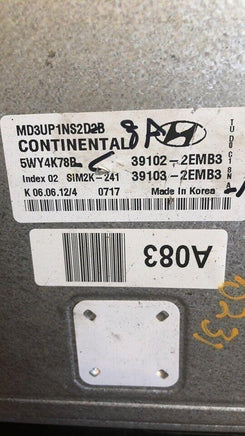 MD3UP1NS2D2B
CONTINENTAL
5WY4K78B 39102-2EMB3
Index 02 SIM2K-241 39103-2EMB3
K 06.06.12/4 0717 Made In Korea
A083